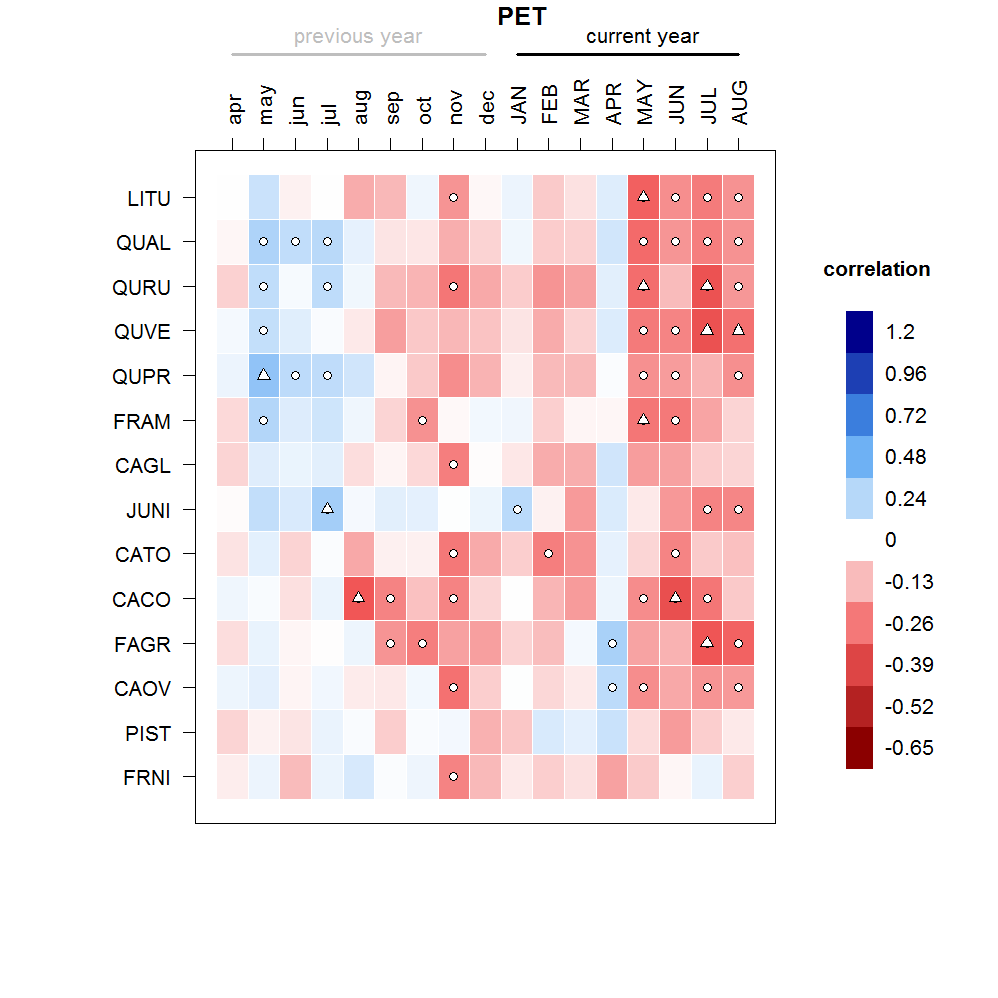 PET
previous year current year
apr may jun jul aug sep oct nov dec JAN FEB MAR APR MAY JUN JUL AUG
LITU
QUAL
QURU
QUVE
QUPR
FRAM
CAGL
JUNI
CATO
CACO
FAGR
CAOV
PIST
FRNI
correlation
1.2
0.96
0.72
0.48
0.24
0
-0.13
-0.26
-0.39
-0.52
-0.65